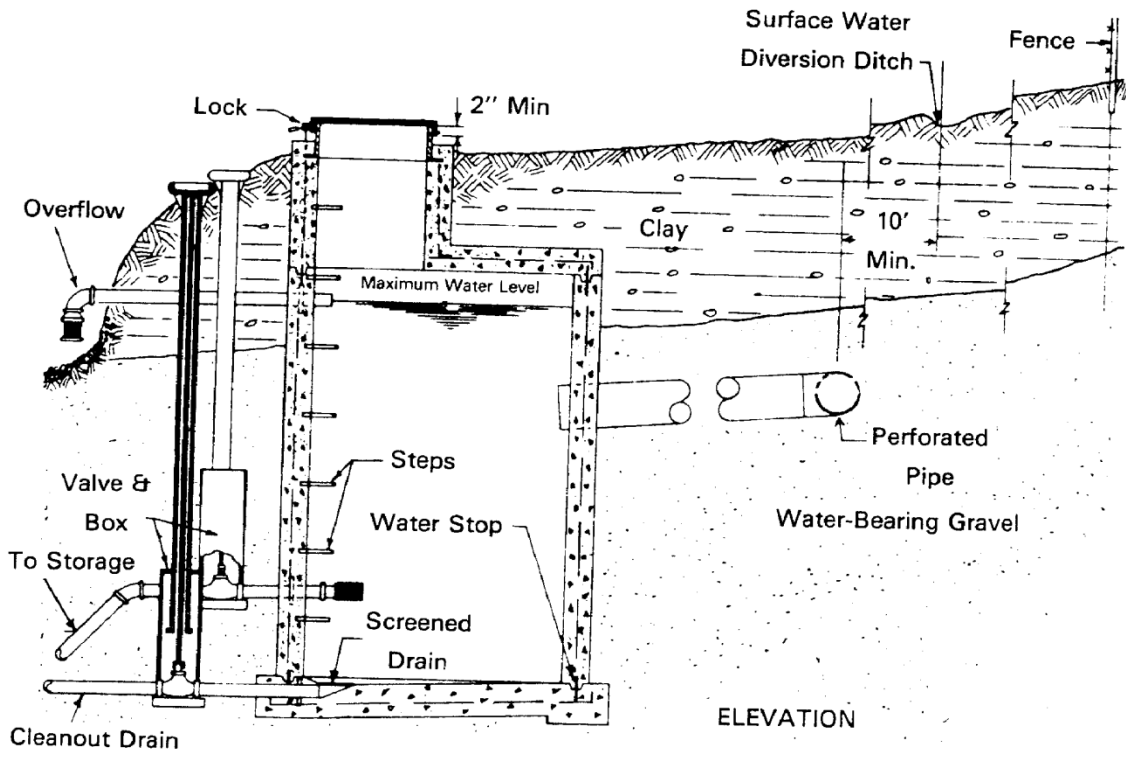 Surface Water
Diversion Ditch
Fence
Lock
2" Min
Overflow
Clay
10'
Min.
Maximum Water Level
Valve &
Box
Steps
Perforated
Pipe
Water Stop
Water-Bearing Gravel
To Storage
Screened
Drain
ELEVATION
Cleanout Drain